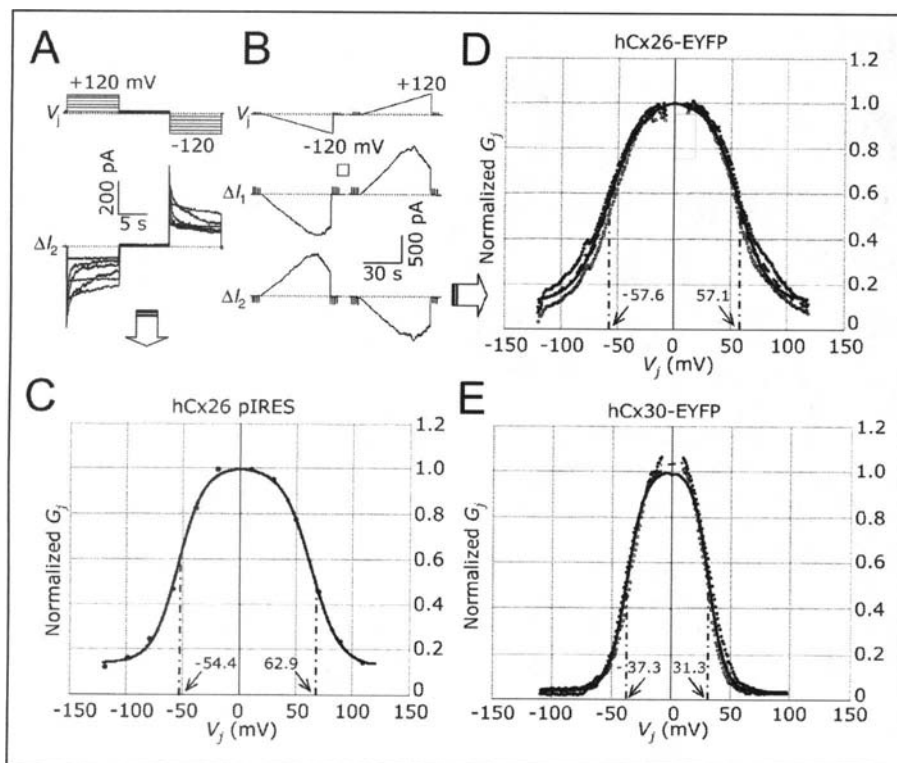 A
+120 mV
Vj
-120
200 pA
5 s
ΔI2
B
+120
Vj
-120 mV
ΔI1
500 pA
30 s
ΔI2
C
hCx26 pIRES
Normalized Gj
1.2
1.0
0.8
0.6
0.4
0.2
0
-54.4
62.9
-150
-100
-50
0
50
100
150
Vj (mV)
D
hCx26-EYFP
Normalized Gj
1.2
1.0
0.8
0.6
0.4
0.2
0
-57.6
57.1
-150
-100
-50
0
50
100
150
Vj (mV)
E
hCx30-EYFP
Normalized Gj
1.2
1.0
0.8
0.6
0.4
0.2
0
-37.3
31.3
-150
-100
-50
0
50
100
150
Vj (mV)